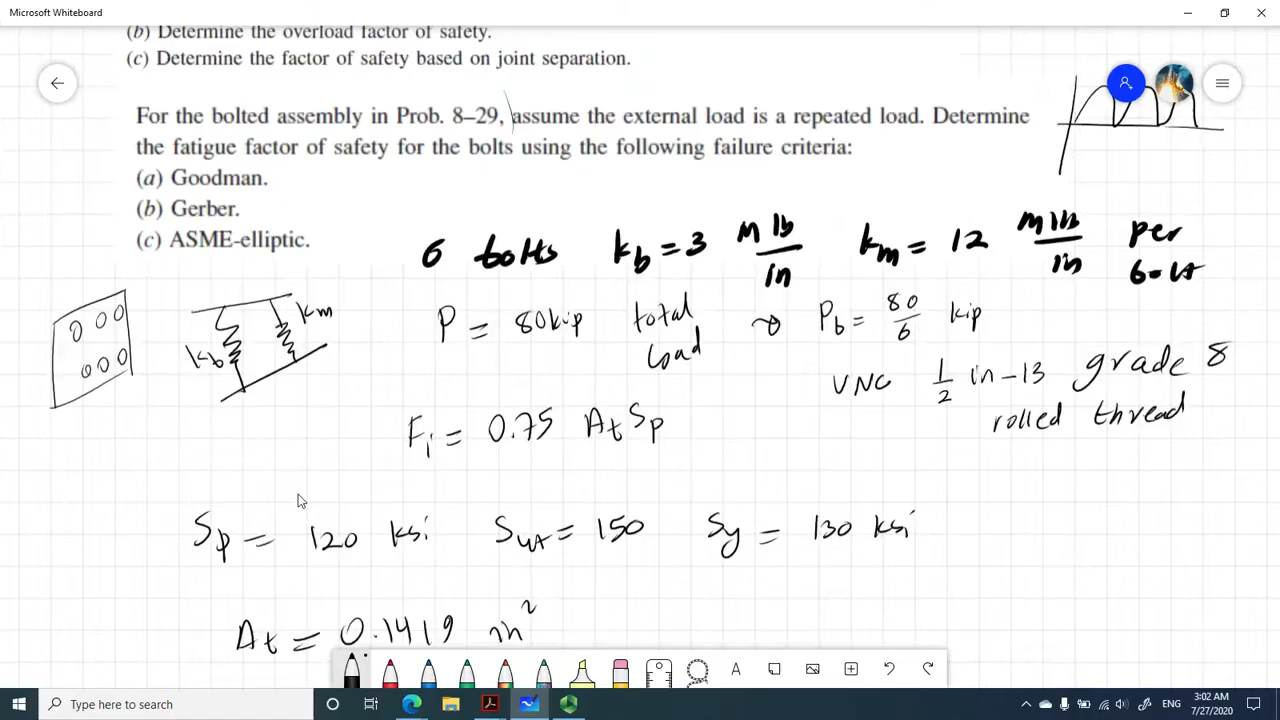 Microsoft Whiteboard
(b) Determine the overload factor of safety.
(c) Determine the factor of safety based on joint separation.
For the bolted assembly in Prob. 8–29, assume the external load is a repeated load. Determine
the fatigue factor of safety for the bolts using the following failure criteria:
(a) Goodman.
(b) Gerber.
(c) ASME-elliptic.
6 bolts kb = 3 Mlb/in km = 12 Mlb/in per bolt
kb km
P = 80kip total load Pb = 80/6 kip
UNC 1/2 in-13 grade 8
rolled thread
Fi = 0.75 At Sp
Sp = 120 ksi Sut = 150 Sy = 130 ksi
At = 0.1419 in²
A
Type here to search
ENG
3:02 AM
7/27/2020